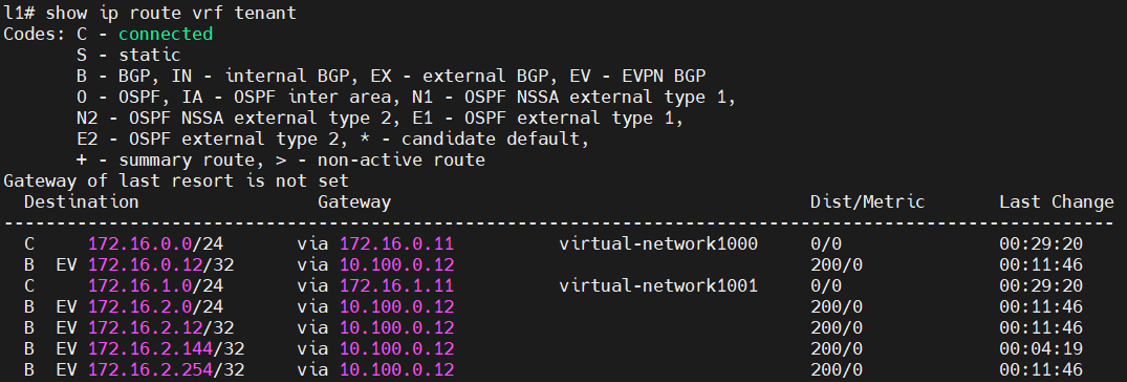 l1# show ip route vrf tenant
Codes: C - connected
S - static
B - BGP, IN - internal BGP, EX - external BGP, EV - EVPN BGP
O - OSPF, IA - OSPF inter area, N1 - OSPF NSSA external type 1,
N2 - OSPF NSSA external type 2, E1 - OSPF external type 1,
E2 - OSPF external type 2, * - candidate default,
+ - summary route, > - non-active route
Gateway of last resort is not set
Destination Gateway Dist/Metric Last Change
----------------------------------------------------------------------------------------------------------
C 172.16.0.0/24 via 172.16.0.11 virtual-network1000 0/0 00:29:20
B EV 172.16.0.12/32 via 10.100.0.12 200/0 00:11:46
C 172.16.1.0/24 via 172.16.1.11 virtual-network1001 0/0 00:29:20
B EV 172.16.2.0/24 via 10.100.0.12 200/0 00:11:46
B EV 172.16.2.12/32 via 10.100.0.12 200/0 00:11:46
B EV 172.16.2.144/32 via 10.100.0.12 200/0 00:04:19
B EV 172.16.2.254/32 via 10.100.0.12 200/0 00:11:46